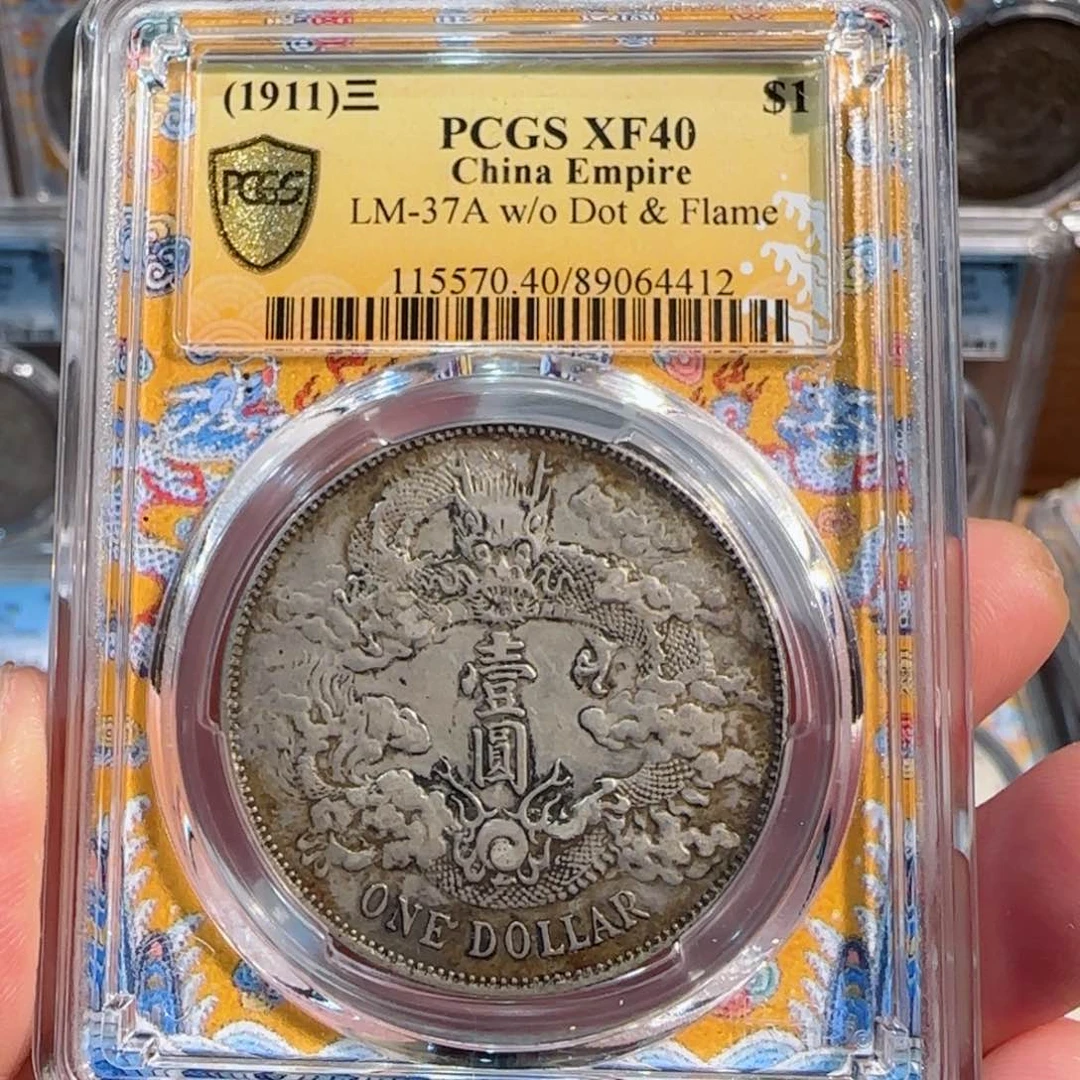 (1911)三 $1
PCGS XF40
China Empire
PCGS
LM-37A w/o Dot & Flame
115570.40/89064412
壹
圓
ONE DOLLAR